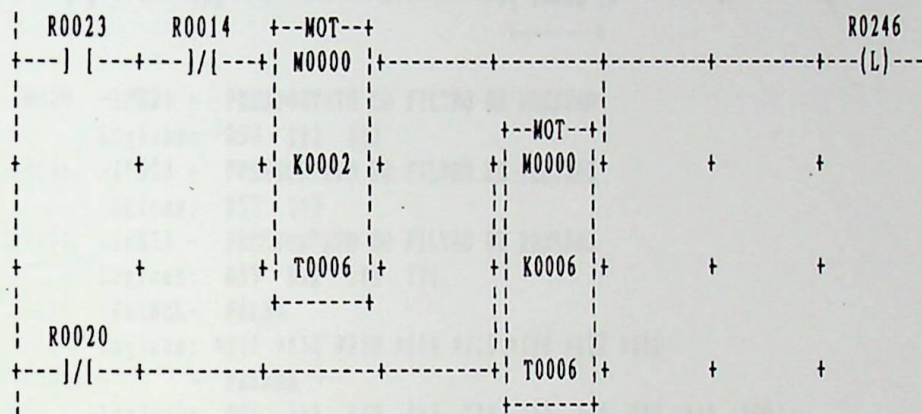 R0023 R0014 +--MOT--+ R0246
+---] [---+---]/[---+¦ M0000 ¦+--------+--------+--------+--------+---(L)---
+--MOT--+
+ + +¦ K0002 ¦+ +¦ M0000 ¦+ + +
+ + +¦ T0006 ¦+ +¦ K0006 ¦+ + +
+-------+
R0020
+---]/[---+---------+---------+--------+¦ T0006 ¦+ + +
+-------+